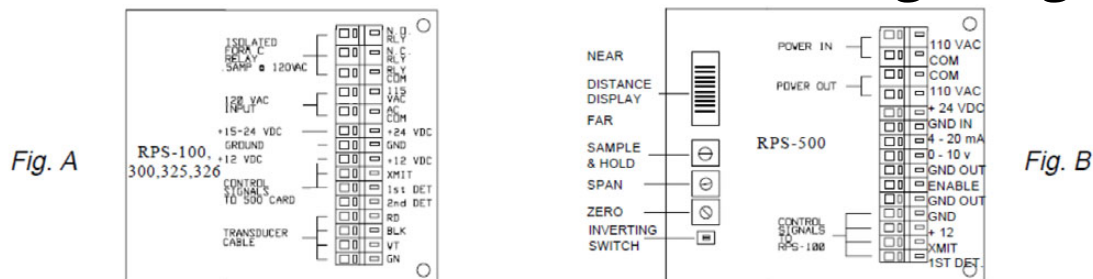 Fig. A
ISOLATED
FORM C
RELAY
.5AMP @ 120VAC
120 VAC
INPUT
+15-24 VDC
GROUND
+12 VDC
RPS-100,
300,325,326
CONTROL
SIGNALS
TO 500 CARD
TRANSDUCER
CABLE
N.O.
RLY
N.C.
RLY
RLY
COM
115
VAC
AC
COM
+24 VDC
GND
+12 VDC
XMIT
1st DET
2nd DET
RD
BLK
VT
GN
NEAR
DISTANCE
DISPLAY
FAR
SAMPLE
& HOLD
SPAN
ZERO
INVERTING
SWITCH
RPS-500
POWER IN
POWER OUT
CONTROL
SIGNALS
TO
RPS-100
110 VAC
COM
COM
110 VAC
+ 24 VDC
GND IN
4 - 20 mA
0 - 10 v
GND OUT
ENABLE
GND OUT
GND
+ 12
XMIT
1ST DET.
Fig. B